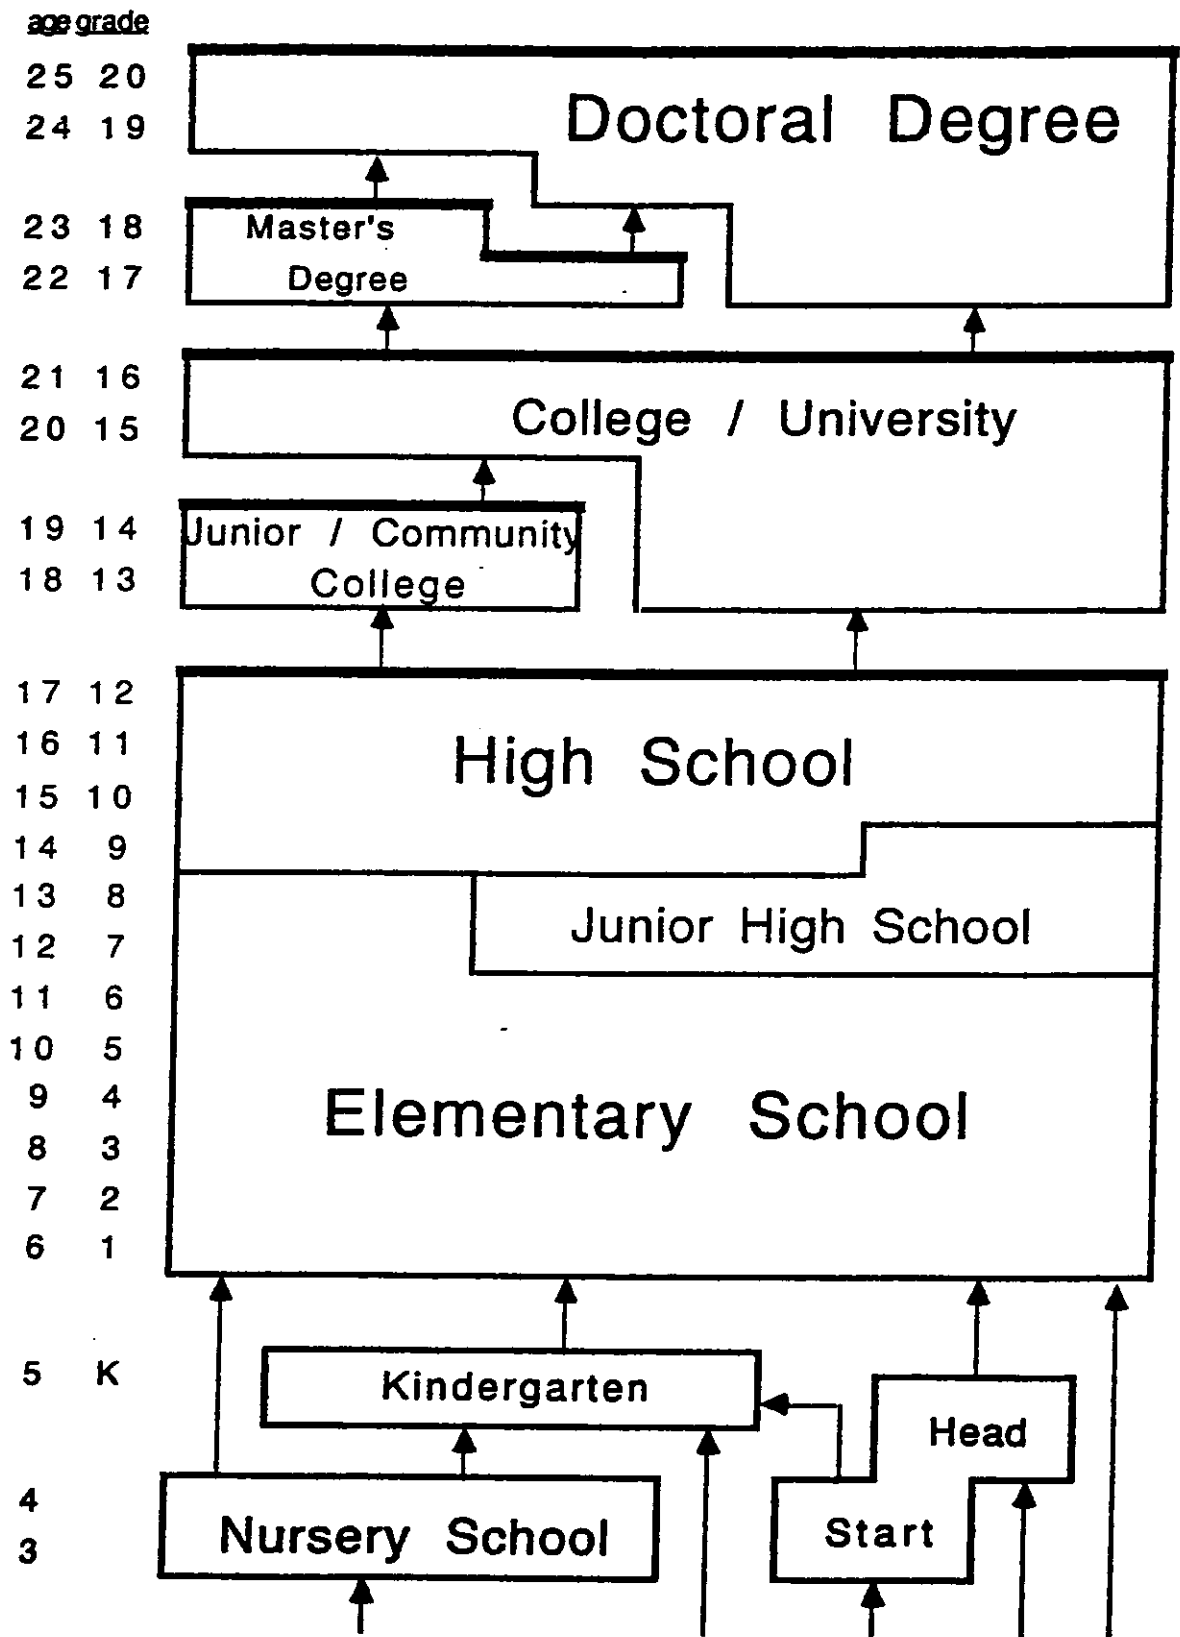 age grade
25 20
Doctoral Degree
24 19
23 18
Master's
22 17
Degree
21 16
College / University
20 15
19 14
Junior / Community
18 13
College
17 12
16 11
High School
15 10
14 9
13 8
Junior High School
12 7
11 6
10 5
9 4
Elementary School
8 3
7 2
6 1
5 K
Kindergarten
Head
4
Nursery School
Start
3